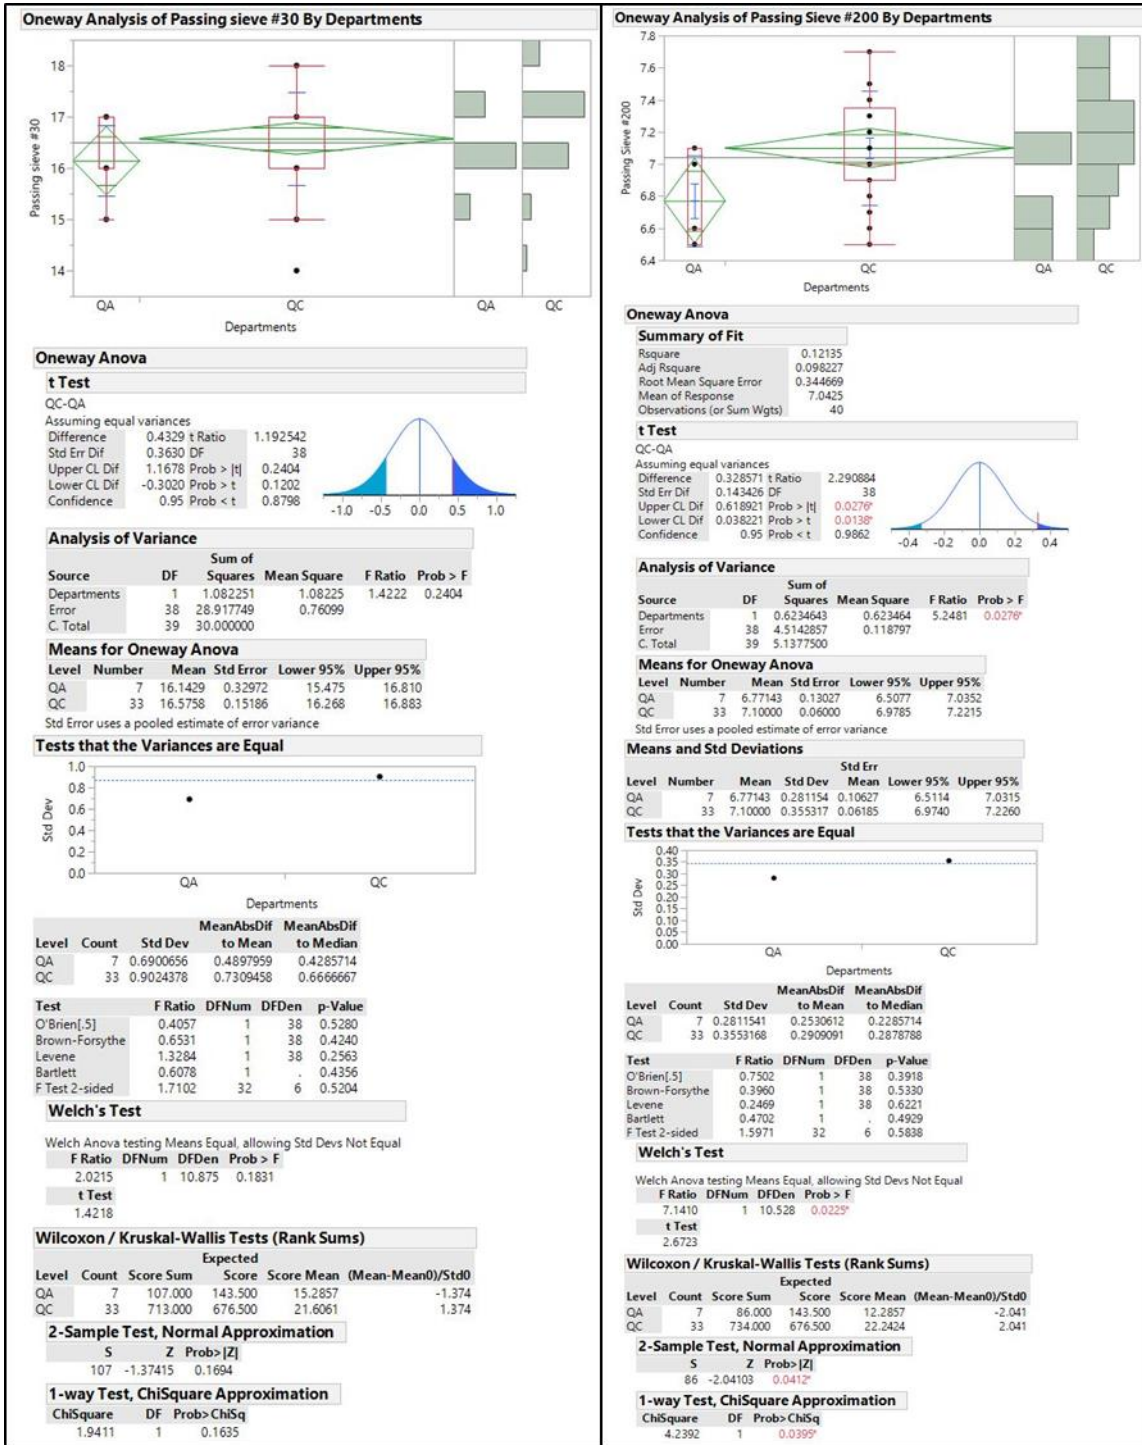 Oneway Analysis of Passing sieve #30 By Departments
18
17
16
15
14
Passing sieve #30
QA QC QA QC
Departments
Oneway Anova
t Test
QC-QA
Assuming equal variances
Difference 0.4329 t Ratio 1.192542
Std Err Dif 0.3630 DF 38
Upper CL Dif 1.1678 Prob > |t| 0.2404
Lower CL Dif -0.3020 Prob > t 0.1202
Confidence 0.95 Prob < t 0.8798
-1.0 -0.5 0.0 0.5 1.0
Analysis of Variance
Sum of
Source DF Squares Mean Square F Ratio Prob > F
Departments 1 1.082251 1.08225 1.4222 0.2404
Error 38 28.917749 0.76099
C. Total 39 30.000000
Means for Oneway Anova
Level Number Mean Std Error Lower 95% Upper 95%
QA 7 16.1429 0.32972 15.475 16.810
QC 33 16.5758 0.15186 16.268 16.883
Std Error uses a pooled estimate of error variance
Tests that the Variances are Equal
1.0
0.8
0.6
0.4
0.2
0.0
Std Dev
QA QC
Departments
MeanAbsDif MeanAbsDif
Level Count Std Dev to Mean to Median
QA 7 0.6900656 0.4897959 0.4285714
QC 33 0.9024378 0.7309458 0.6666667
Test F Ratio DFNum DFDen p-Value
O'Brien[.5] 0.4057 1 38 0.5280
Brown-Forsythe 0.6531 1 38 0.4240
Levene 1.3284 1 38 0.2563
Bartlett 0.6078 1 . 0.4356
F Test 2-sided 1.7102 32 6 0.5204
Welch's Test
Welch Anova testing Means Equal, allowing Std Devs Not Equal
F Ratio DFNum DFDen Prob > F
2.0215 1 10.875 0.1831
t Test
1.4218
Wilcoxon / Kruskal-Wallis Tests (Rank Sums)
Expected
Level Count Score Sum Score Score Mean (Mean-Mean0)/Std0
QA 7 107.000 143.500 15.2857 -1.374
QC 33 713.000 676.500 21.6061 1.374
2-Sample Test, Normal Approximation
S Z Prob>|Z|
107 -1.37415 0.1694
1-way Test, ChiSquare Approximation
ChiSquare DF Prob>ChiSq
1.9411 1 0.1635
Oneway Analysis of Passing Sieve #200 By Departments
7.8
7.6
7.4
7.2
7
6.8
6.6
6.4
Passing Sieve #200
QA QC QA QC
Departments
Oneway Anova
Summary of Fit
Rsquare 0.12135
Adj Rsquare 0.098227
Root Mean Square Error 0.344669
Mean of Response 7.0425
Observations (or Sum Wgts) 40
t Test
QC-QA
Assuming equal variances
Difference 0.328571 t Ratio 2.290884
Std Err Dif 0.143426 DF 38
Upper CL Dif 0.618921 Prob > |t| 0.0276*
Lower CL Dif 0.038221 Prob > t 0.0138*
Confidence 0.95 Prob < t 0.9862
-0.4 -0.2 0.0 0.2 0.4
Analysis of Variance
Sum of
Source DF Squares Mean Square F Ratio Prob > F
Departments 1 0.6234643 0.623464 5.2481 0.0276*
Error 38 4.5142857 0.118797
C. Total 39 5.1377500
Means for Oneway Anova
Level Number Mean Std Error Lower 95% Upper 95%
QA 7 6.77143 0.13027 6.5077 7.0352
QC 33 7.10000 0.06000 6.9785 7.2215
Std Error uses a pooled estimate of error variance
Means and Std Deviations
Std Err
Level Number Mean Std Dev Mean Lower 95% Upper 95%
QA 7 6.77143 0.281154 0.10627 6.5114 7.0315
QC 33 7.10000 0.355317 0.06185 6.9740 7.2260
Tests that the Variances are Equal
0.40
0.35
0.30
0.25
0.20
0.15
0.10
0.05
0.00
Std Dev
QA QC
Departments
MeanAbsDif MeanAbsDif
Level Count Std Dev to Mean to Median
QA 7 0.2811541 0.2530612 0.2285714
QC 33 0.3553168 0.2909091 0.2878788
Test F Ratio DFNum DFDen p-Value
O'Brien[.5] 0.7502 1 38 0.3918
Brown-Forsythe 0.3960 1 38 0.5330
Levene 0.2469 1 38 0.6221
Bartlett 0.4702 1 . 0.4929
F Test 2-sided 1.5971 32 6 0.5838
Welch's Test
Welch Anova testing Means Equal, allowing Std Devs Not Equal
F Ratio DFNum DFDen Prob > F
7.1410 1 10.528 0.0225*
t Test
2.6723
Wilcoxon / Kruskal-Wallis Tests (Rank Sums)
Expected
Level Count Score Sum Score Score Mean (Mean-Mean0)/Std0
QA 7 86.000 143.500 12.2857 -2.041
QC 33 734.000 676.500 22.2424 2.041
2-Sample Test, Normal Approximation
S Z Prob>|Z|
86 -2.04103 0.0412*
1-way Test, ChiSquare Approximation
ChiSquare DF Prob>ChiSq
4.2392 1 0.0395*